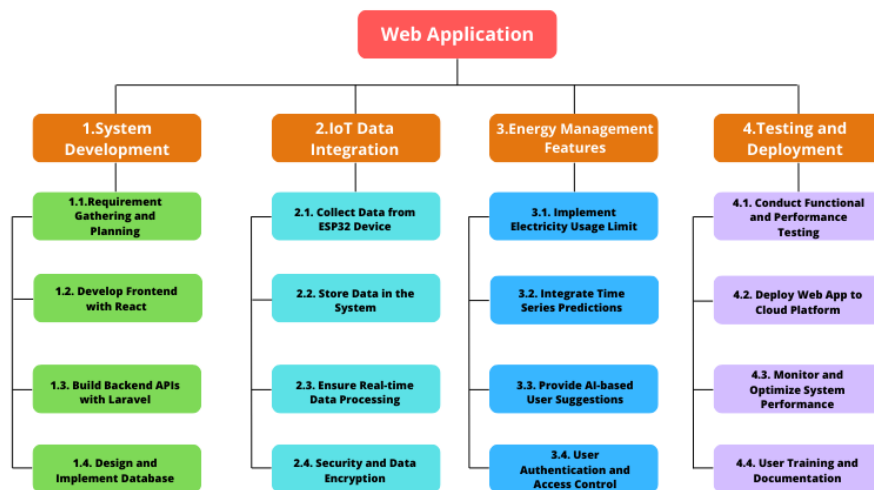 Web Application
1.System
Development
2.IoT Data
Integration
3.Energy Management
Features
4.Testing and
Deployment
1.1.Requirement
Gathering and
Planning
1.2. Develop Frontend
with React
1.3. Build Backend APIs
with Laravel
1.4. Design and
Implement Database
2.1. Collect Data from
ESP32 Device
2.2. Store Data in the
System
2.3. Ensure Real-time
Data Processing
2.4. Security and Data
Encryption
3.1. Implement
Electricity Usage Limit
3.2. Integrate Time
Series Predictions
3.3. Provide AI-based
User Suggestions
3.4. User
Authentication and
Access Control
4.1. Conduct Functional
and Performance
Testing
4.2. Deploy Web App to
Cloud Platform
4.3. Monitor and
Optimize System
Performance
4.4. User Training and
Documentation